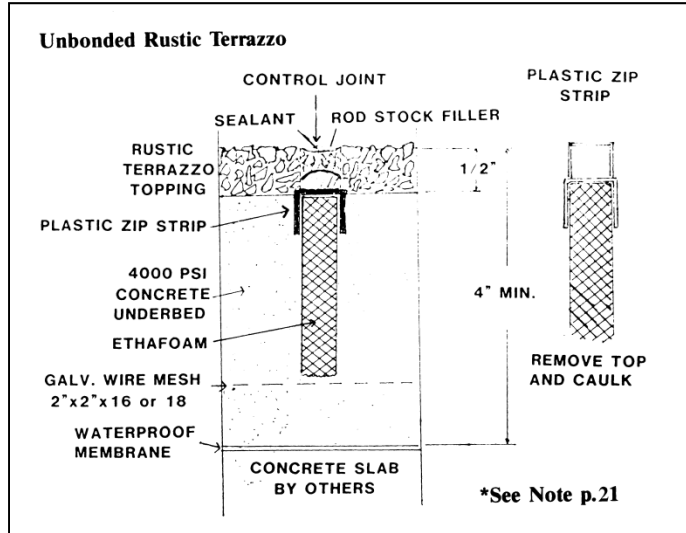 Unbonded Rustic Terrazzo
CONTROL JOINT
SEALANT
ROD STOCK FILLER
RUSTIC
TERRAZZO
TOPPING
PLASTIC ZIP STRIP
4000 PSI
CONCRETE
UNDERBED
ETHAFOAM
GALV. WIRE MESH
2"x2"x16 or 18
WATERPROOF
MEMBRANE
CONCRETE SLAB
BY OTHERS
1/2"
4" MIN.
PLASTIC ZIP
STRIP
REMOVE TOP
AND CAULK
*See Note p.21